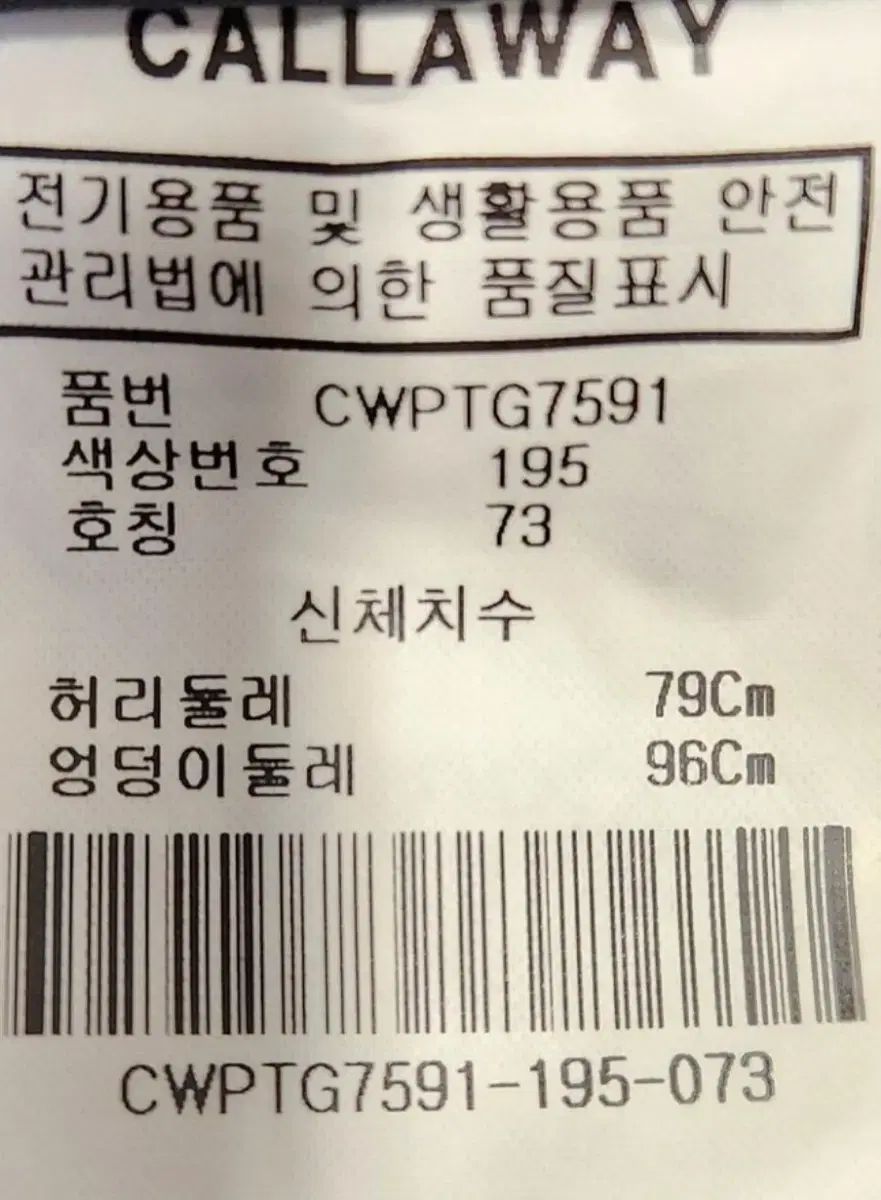 CALLAWAY
전기용품 및 생활용품 안전
관리법에 의한 품질표시
품번 CWPTG7591
색상번호 195
호칭 73
신체치수
허리둘레 79Cm
엉덩이둘레 96Cm
CWPTG7591-195-073